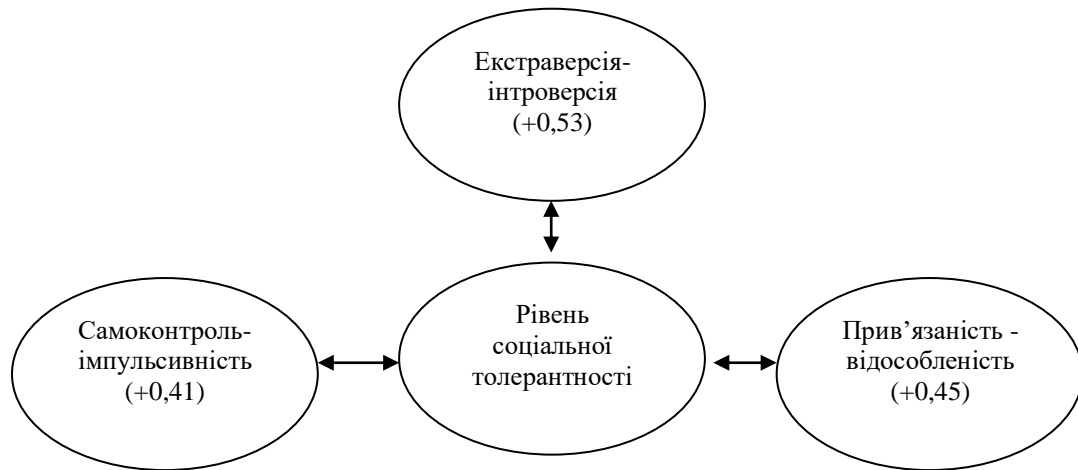 Екстраверсія-
інтроверсія
(+0,53)
Самоконтроль-
імпульсивність
(+0,41)
Рівень
соціальної
толерантності
Прив’язаність -
відособленість
(+0,45)